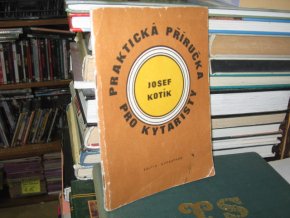 PRAKTICKÁ PŘÍRUČKA
JOSEF
KOTÍK
PRO KYTARISTY